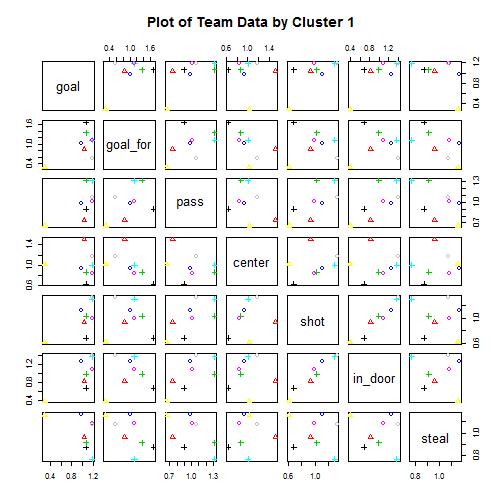 Plot of Team Data by Cluster 1
0.4 1.0 1.6 0.6 1.0 1.4 0.4 0.8 1.2
goal
0.4 0.8 1.2
0.4 1.0 1.6
goal_for
pass
0.7 1.0 1.3
0.6 1.0 1.4
center
shot
0.6 1.0
0.4 0.8 1.2
in_door
steal
0.8 1.0
0.4 0.8 1.2 0.7 1.0 1.3 0.6 1.0 0.8 1.0